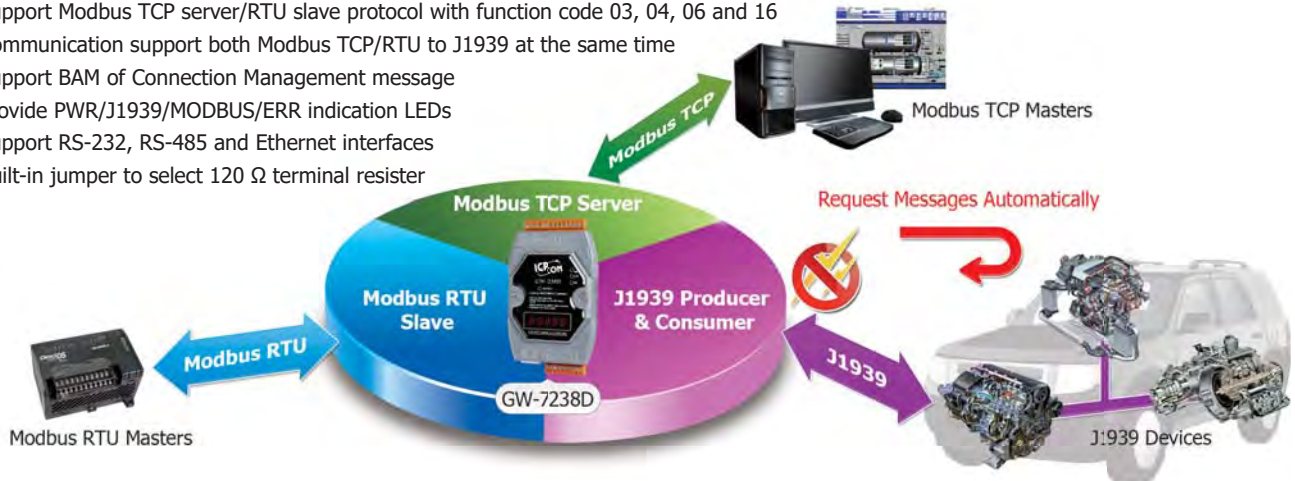 upport Modbus TCP server/RTU slave protocol with function code 03, 04, 06 and 16
ommunication support both Modbus TCP/RTU to J1939 at the same time
upport BAM of Connection Management message
rovide PWR/J1939/MODBUS/ERR indication LEDs
upport RS-232, RS-485 and Ethernet interfaces
uilt-in jumper to select 120 Ω terminal resister
Modbus TCP
Modbus TCP Masters
Modbus TCP Server
Request Messages Automatically
ICP CON
Modbus RTU
Slave
J1939 Producer
& Consumer
Modbus RTU
J1939
GW-7238D
Modbus RTU Masters
J1939 Devices